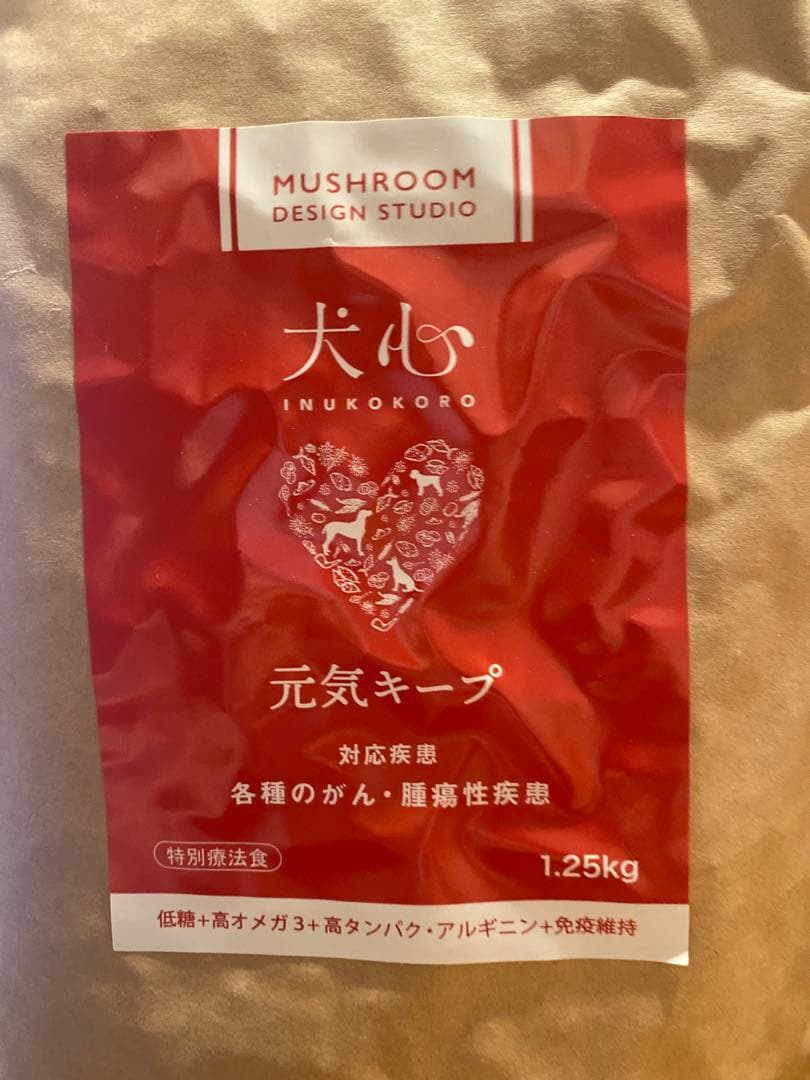 MUSHROOM
DESIGN STUDIO
犬心
INUKOKORO
元気キープ
対応疾患
各種のがん・腫瘍性疾患
特別療法食
1.25kg
低糖+高オメガ3+高タンパク・アルギニン+免疫維持